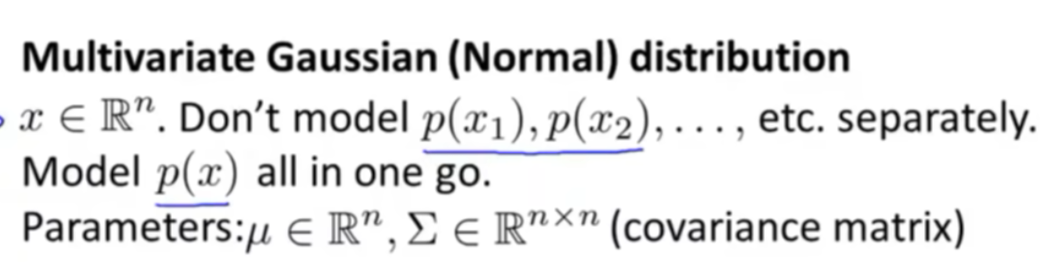 Multivariate Gaussian (Normal) distribution
x ∈ ℝⁿ. Don't model p(x₁), p(x₂), . . . , etc. separately.
Model p(x) all in one go.
Parameters:μ ∈ ℝⁿ, Σ ∈ ℝⁿˣⁿ (covariance matrix)